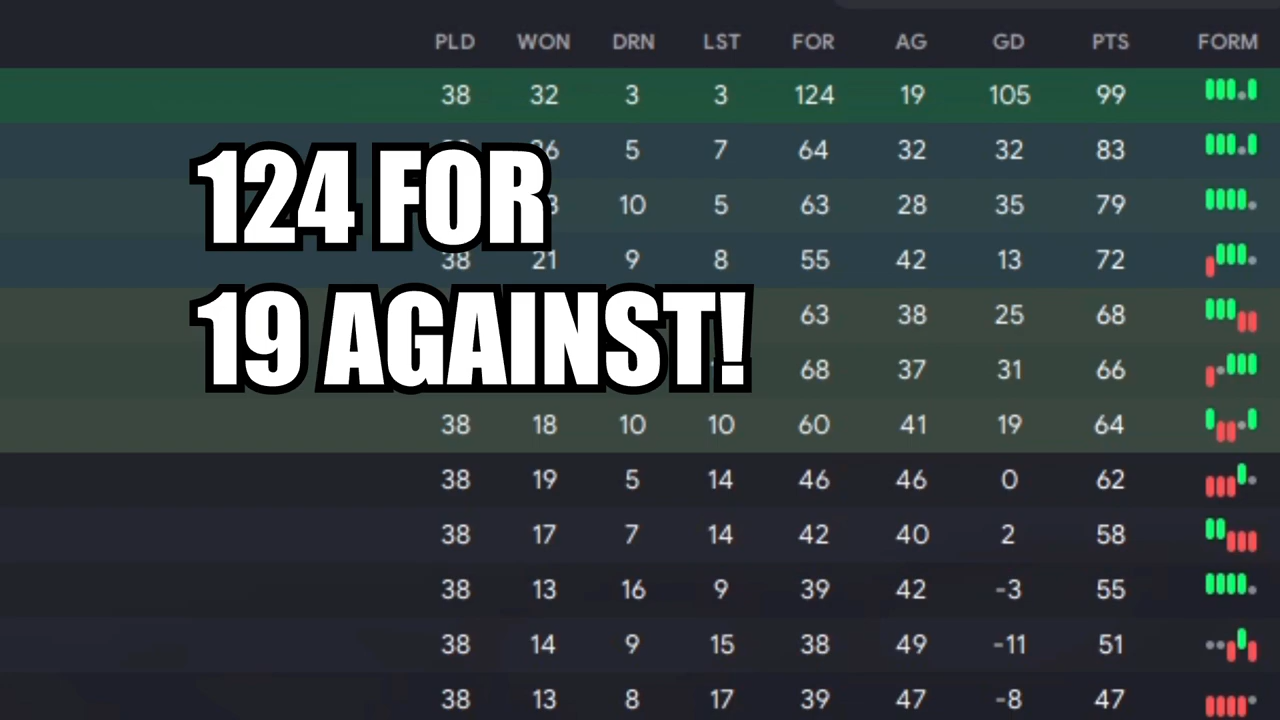 PLD WON DRN LST FOR AG GD PTS FORM
38 32 3 3 124 19 105 99
5 7 64 32 32 83
10 5 63 28 35 79
38 21 9 8 55 42 13 72
124 FOR
19 AGAINST!
63 38 25 68
68 37 31 66
38 18 10 10 60 41 19 64
38 19 5 14 46 46 0 62
38 17 7 14 42 40 2 58
38 13 16 9 39 42 -3 55
38 14 9 15 38 49 -11 51
38 13 8 17 39 47 -8 47